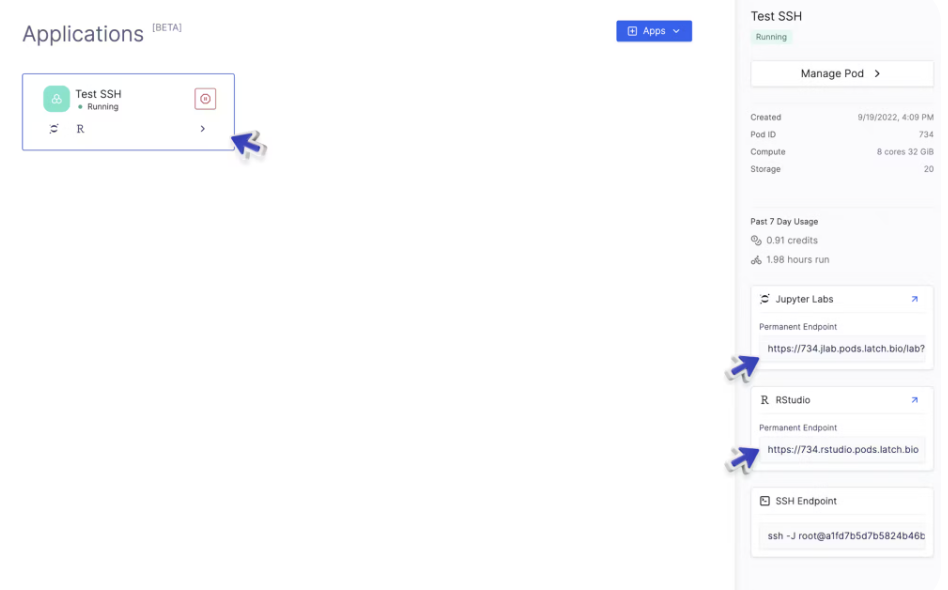 Applications [BETA]
Apps
Test SSH
Running
R
Test SSH
Running
Manage Pod
Created 9/19/2022, 4:09 PM
Pod ID 734
Compute 8 cores 32 GiB
Storage 20
Past 7 Day Usage
0.91 credits
1.98 hours run
Jupyter Labs
Permanent Endpoint
https://734.jlab.pods.latch.bio/lab?
R RStudio
Permanent Endpoint
https://734.rstudio.pods.latch.bio
SSH Endpoint
ssh -J root@a1fd7b5d7b5824b46b